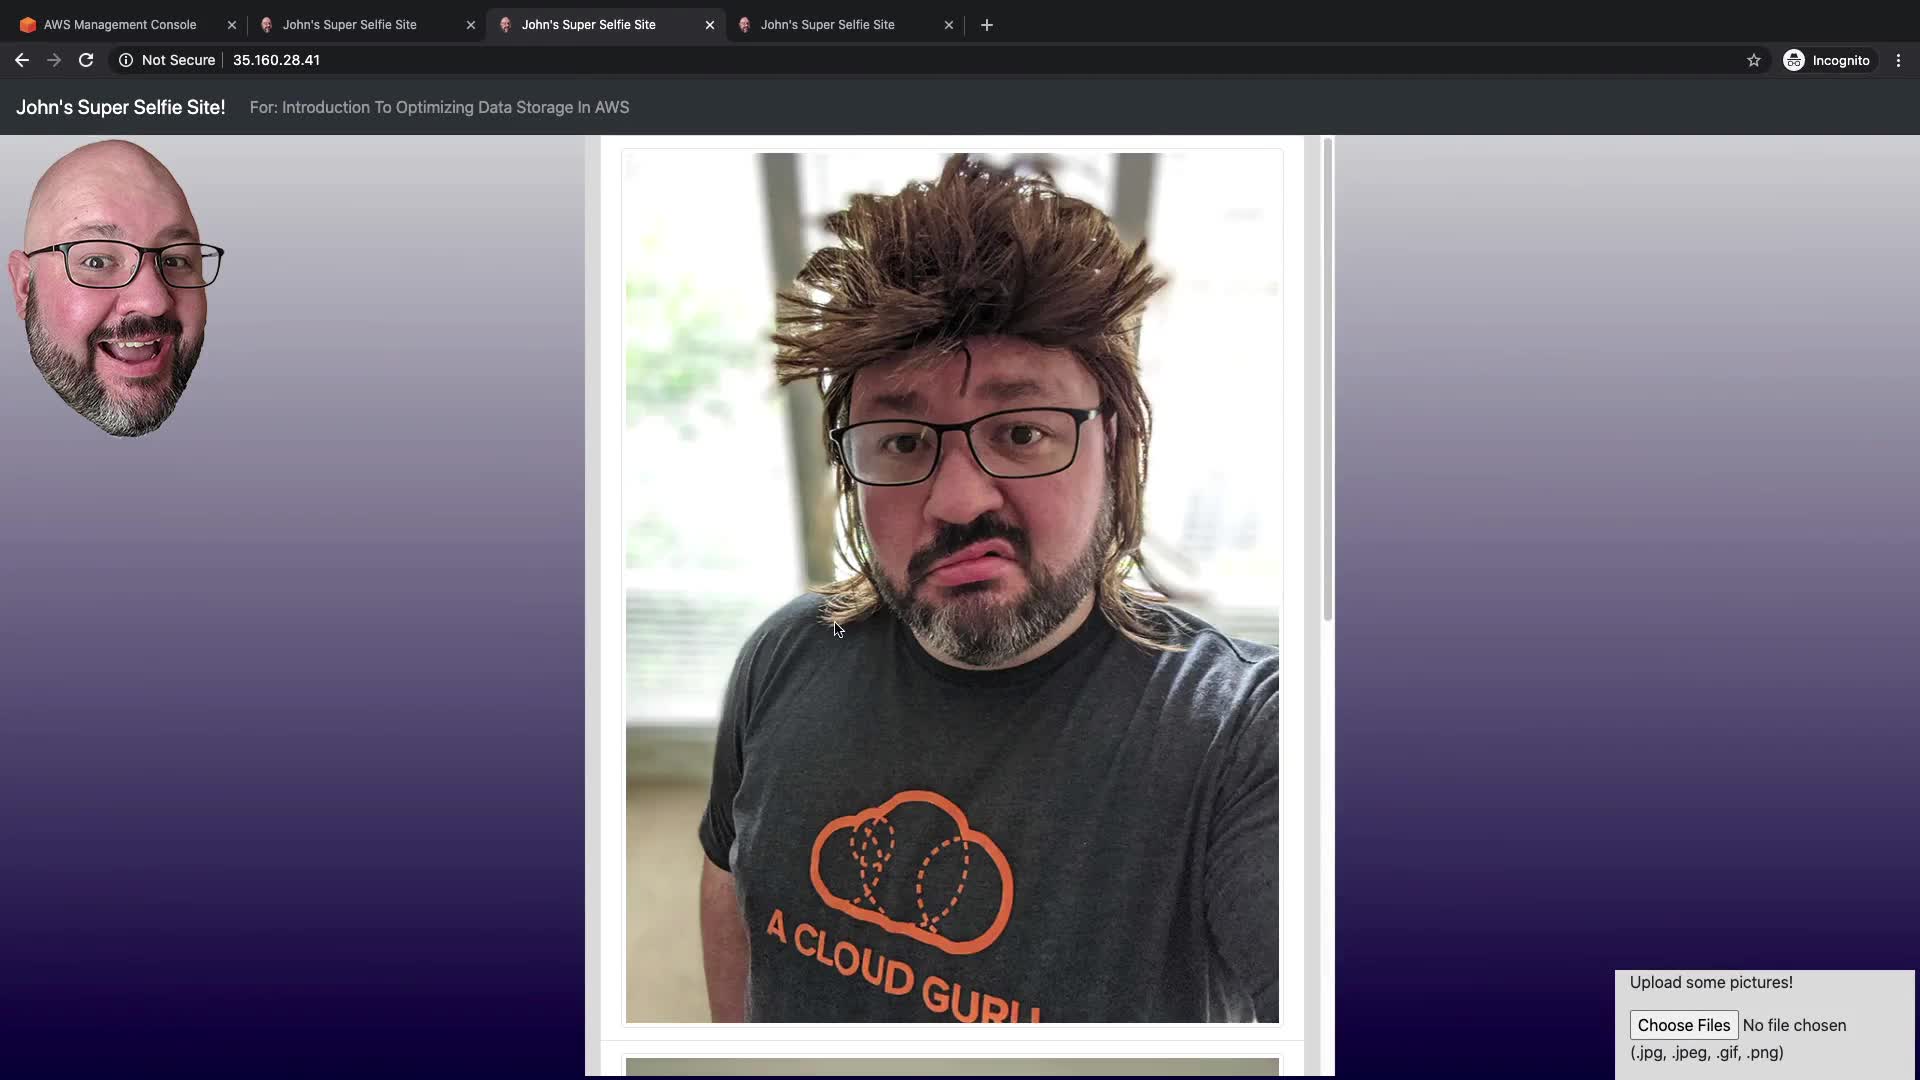 AWS Management Console
John's Super Selfie Site
John's Super Selfie Site
John's Super Selfie Site
Not Secure
35.160.28.41
Incognito
John's Super Selfie Site!
For: Introduction To Optimizing Data Storage In AWS
A CLOUD GURU
Upload some pictures!
Choose Files No file chosen
(.jpg, .jpeg, .gif, .png)